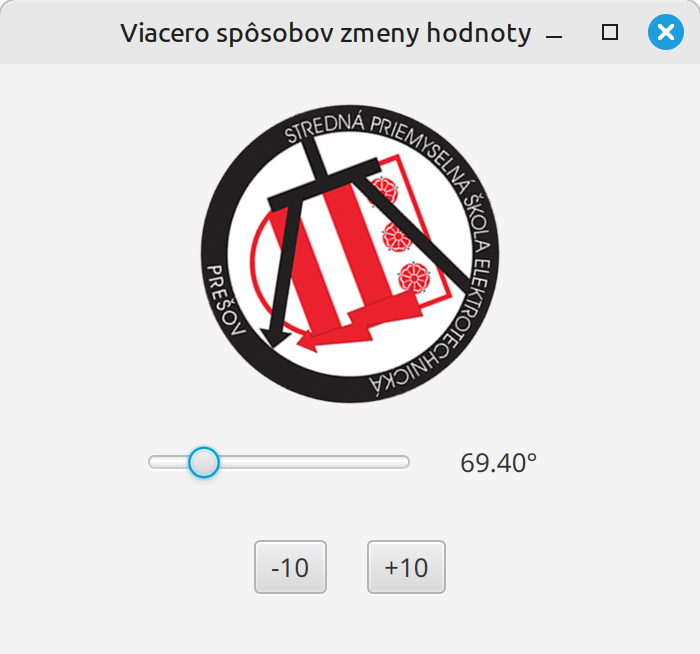 Viacero spôsobov zmeny hodnoty
STREDNÁ PRIEMYSELNÁ ŠKOLA ELEKTROTECHNICKÁ
PREŠOV
69.40°
-10
+10